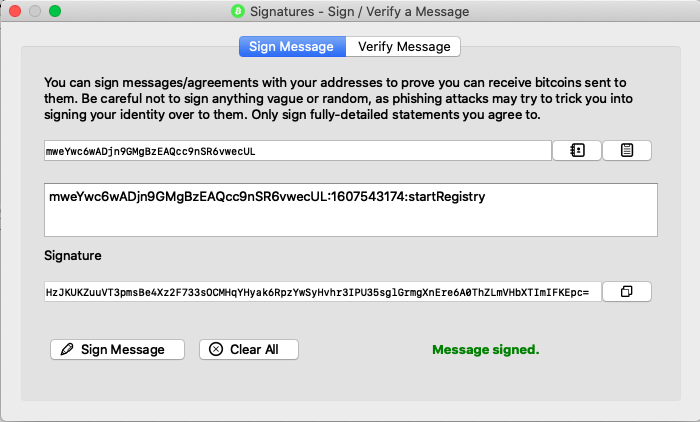 Signatures - Sign / Verify a Message
Sign Message Verify Message
You can sign messages/agreements with your addresses to prove you can receive bitcoins sent to
them. Be careful not to sign anything vague or random, as phishing attacks may try to trick you into
signing your identity over to them. Only sign fully-detailed statements you agree to.
mweYwc6wADjn9GMgBzEAQcc9nSR6vwecUL
mweYwc6wADjn9GMgBzEAQcc9nSR6vwecUL:1607543174:startRegistry
Signature
HzJKUKZuuVT3pmsBe4Xz2F733sOCMHqYHyak6RpzYwSyHvhr3IPU35sglGrmgXnEre6A0ThZLmVHbXTImIFKEpc=
Sign Message Clear All Message signed.